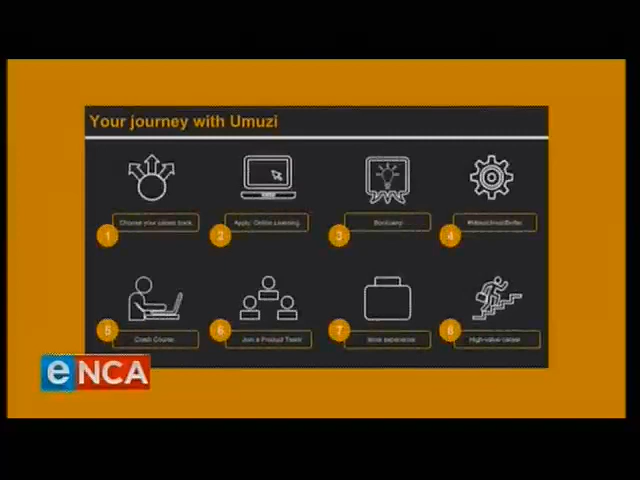 Your journey with Umuzi
1 Choose your career track
2 Apply: Online Learning
3 Bootcamp
4
5 Crash Course
6 Join a Product Team
7 Work experience
8 High-value career
eNCA